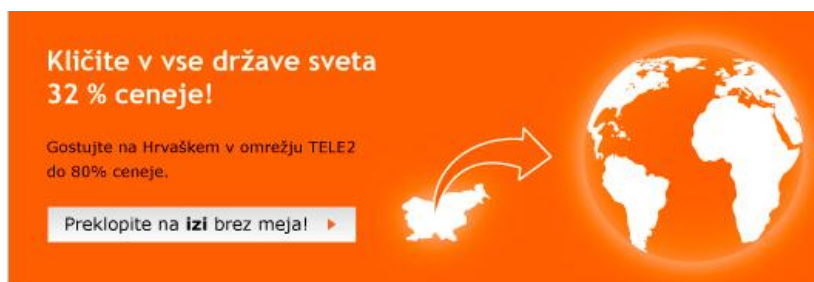 Kličite v vse države sveta
32 % ceneje!
Gostujte na Hrvaškem v omrežju TELE2
do 80% ceneje.
Preklopite na izi brez meja!